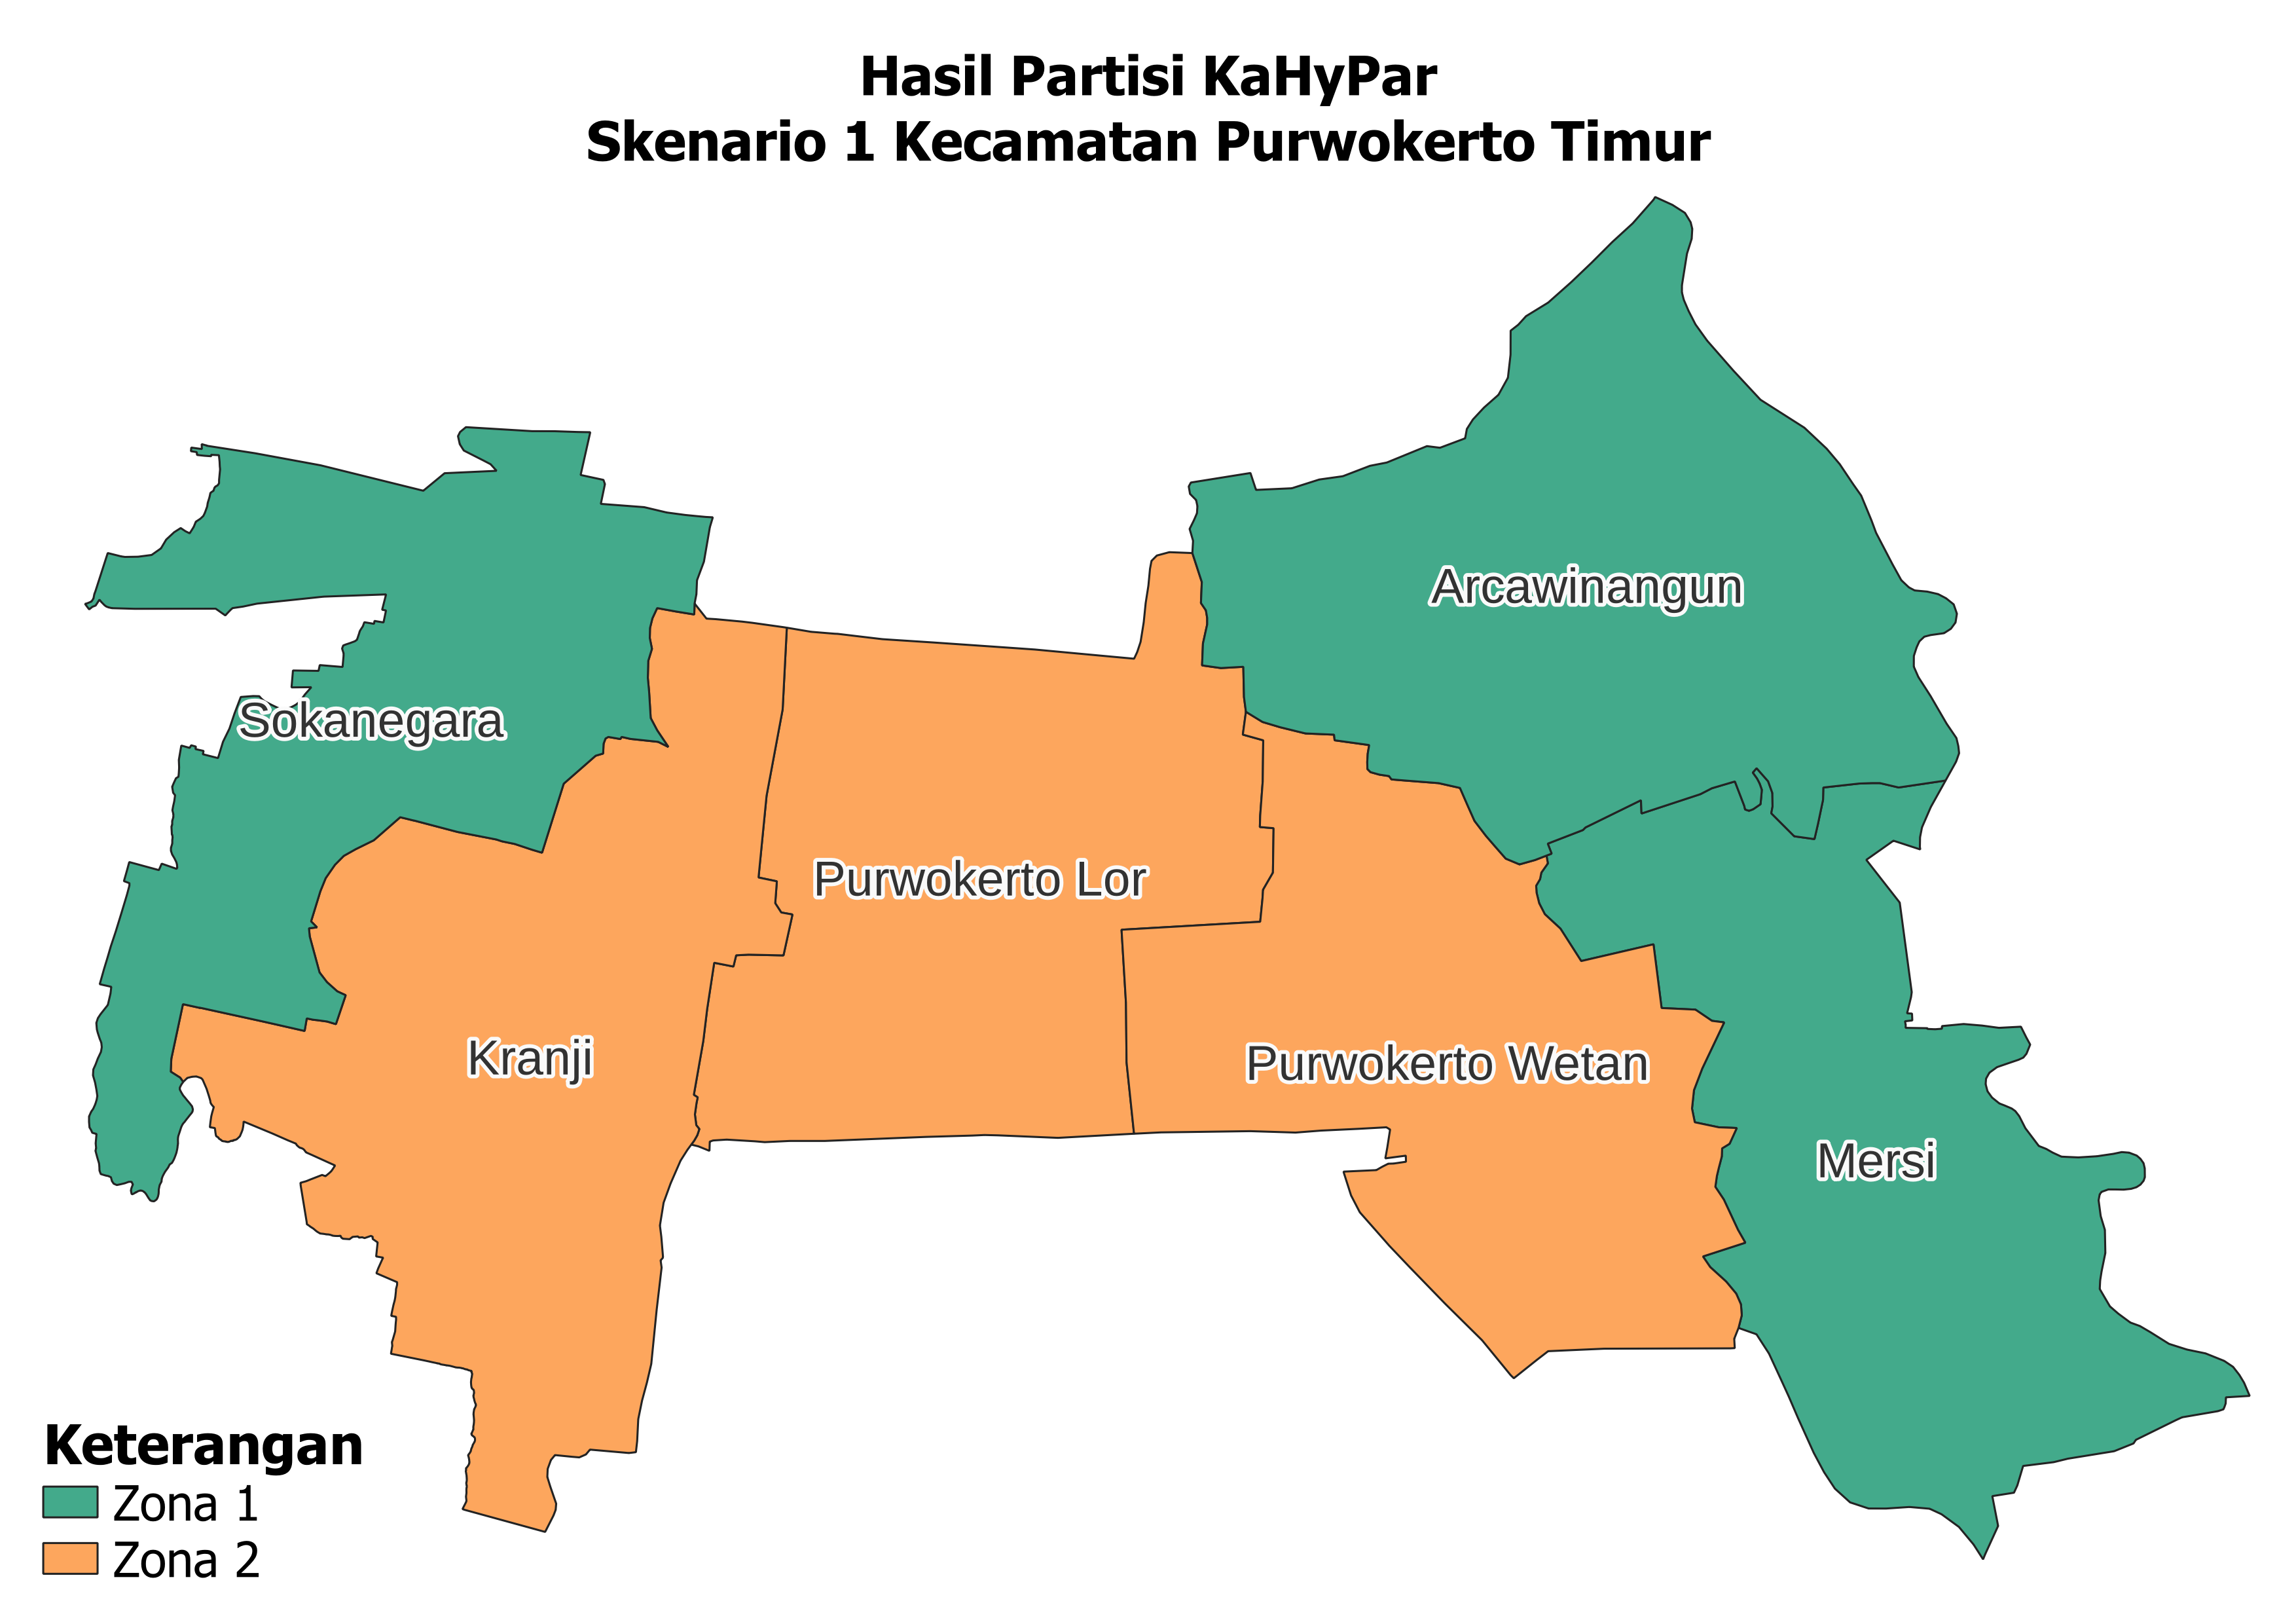 Hasil Partisi KaHyPar
Skenario 1 Kecamatan Purwokerto Timur
Arcawinangun
Sokanegara
Purwokerto Lor
Kranji
Purwokerto Wetan
Mersi
Keterangan
Zona 1
Zona 2